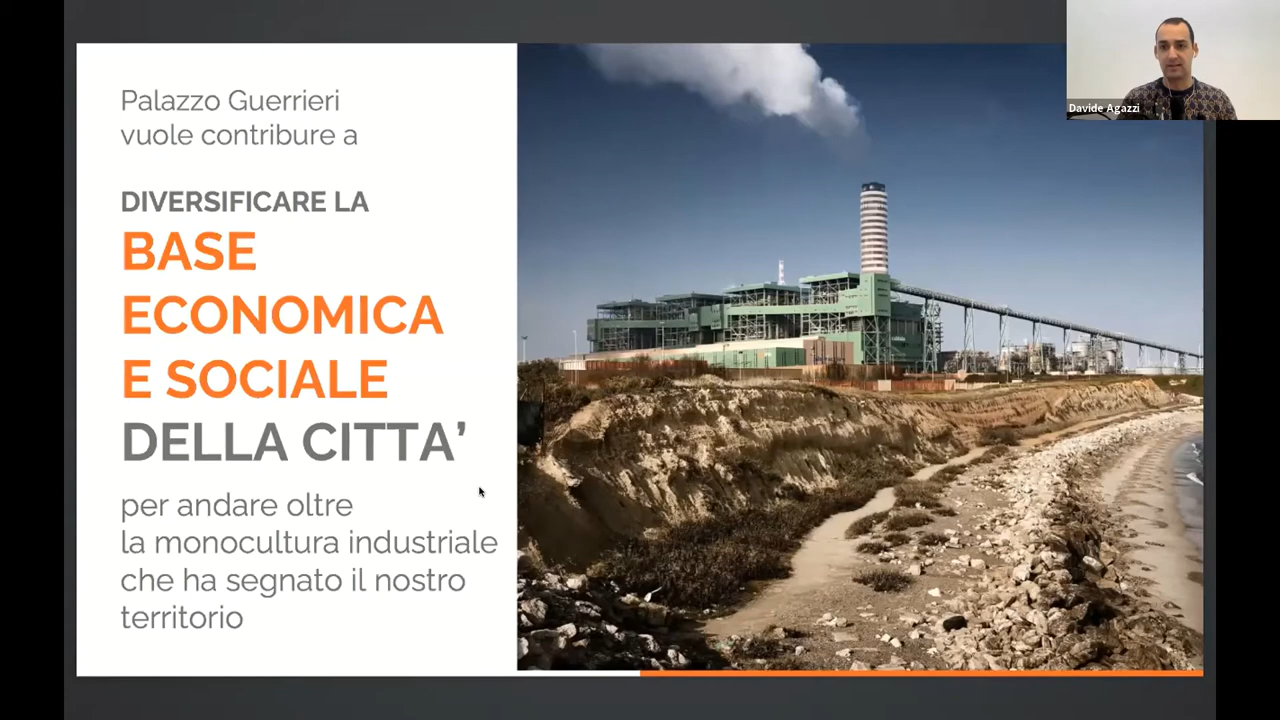 Palazzo Guerrieri
vuole contribure a
DIVERSIFICARE LA
BASE
ECONOMICA
E SOCIALE
DELLA CITTA’
per andare oltre
la monocultura industriale
che ha segnato il nostro
territorio
Davide Agazzi